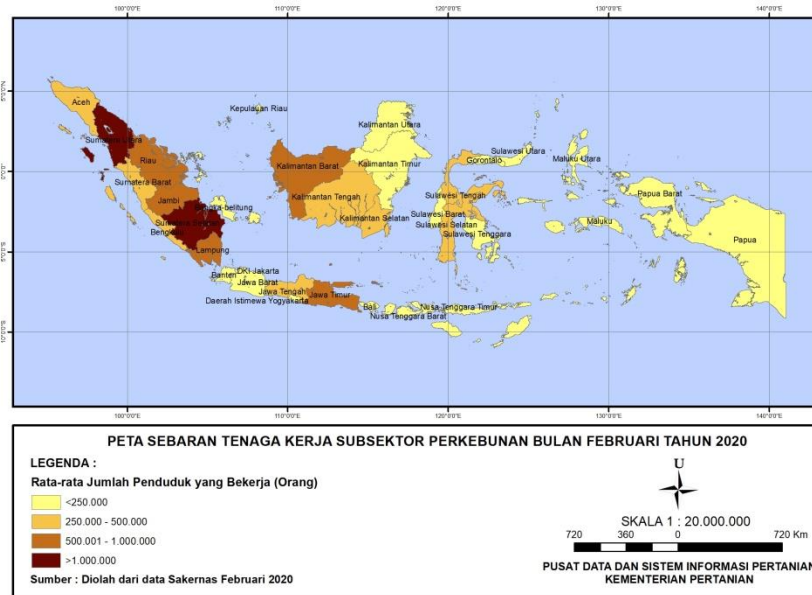 100°0'0"E 110°0'0"E 120°0'0"E 130°0'0"E 140°0'0"E
5°0'0"N
0°0'0"
5°0'0"S
10°0'0"S
Aceh
Sumatera Utara
Riau
Kepulauan Riau
Sumatera Barat
Jambi
Bangka-belitung
Sumatera Selatan
Bengkulu
Lampung
Banten
DKI Jakarta
Jawa Barat
Jawa Tengah
Jawa Timur
Daerah Istimewa Yogyakarta
Bali
Nusa Tenggara Barat
Nusa Tenggara Timur
Kalimantan Utara
Kalimantan Barat
Kalimantan Timur
Kalimantan Tengah
Kalimantan Selatan
Gorontalo
Sulawesi Utara
Sulawesi Tengah
Sulawesi Barat
Sulawesi Selatan
Sulawesi Tenggara
Maluku Utara
Maluku
Papua Barat
Papua
100°0'0"E 110°0'0"E 120°0'0"E 130°0'0"E 140°0'0"E
PETA SEBARAN TENAGA KERJA SUBSEKTOR PERKEBUNAN BULAN FEBRUARI TAHUN 2020
LEGENDA :
Rata-rata Jumlah Penduduk yang Bekerja (Orang)
<250.000
250.000 - 500.000
500.001 - 1.000.000
>1.000.000
Sumber : Diolah dari data Sakernas Februari 2020
U
SKALA 1 : 20.000.000
720 360 0 720 Km
PUSAT DATA DAN SISTEM INFORMASI PERTANIAN
KEMENTERIAN PERTANIAN